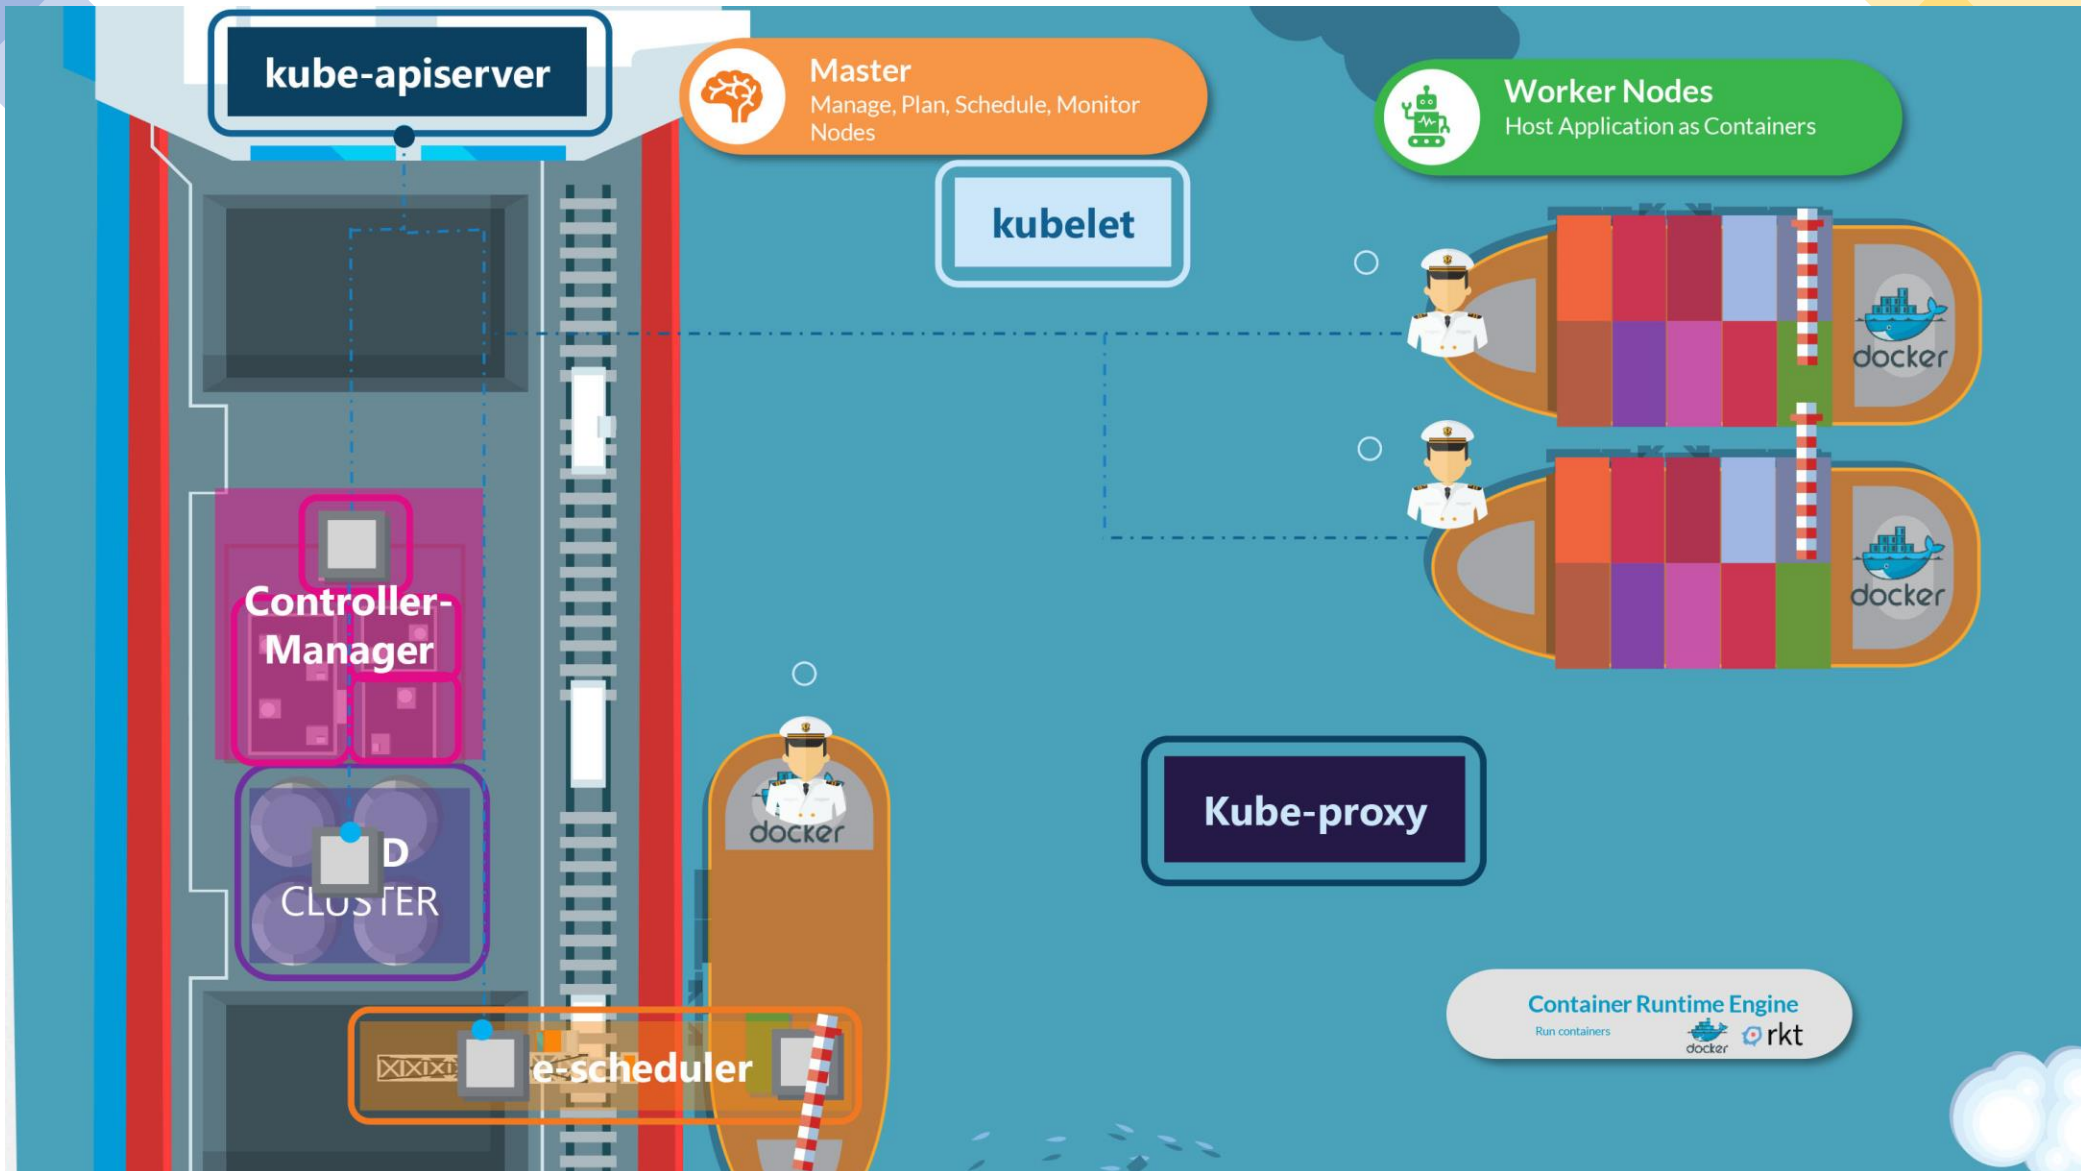 kube-apiserver
Master
Manage, Plan, Schedule, Monitor
Nodes
Worker Nodes
Host Application as Containers
kubelet
docker
docker
Controller-
Manager
D
CLUSTER
docker
Kube-proxy
e-scheduler
Container Runtime Engine
Run containers
docker
rkt